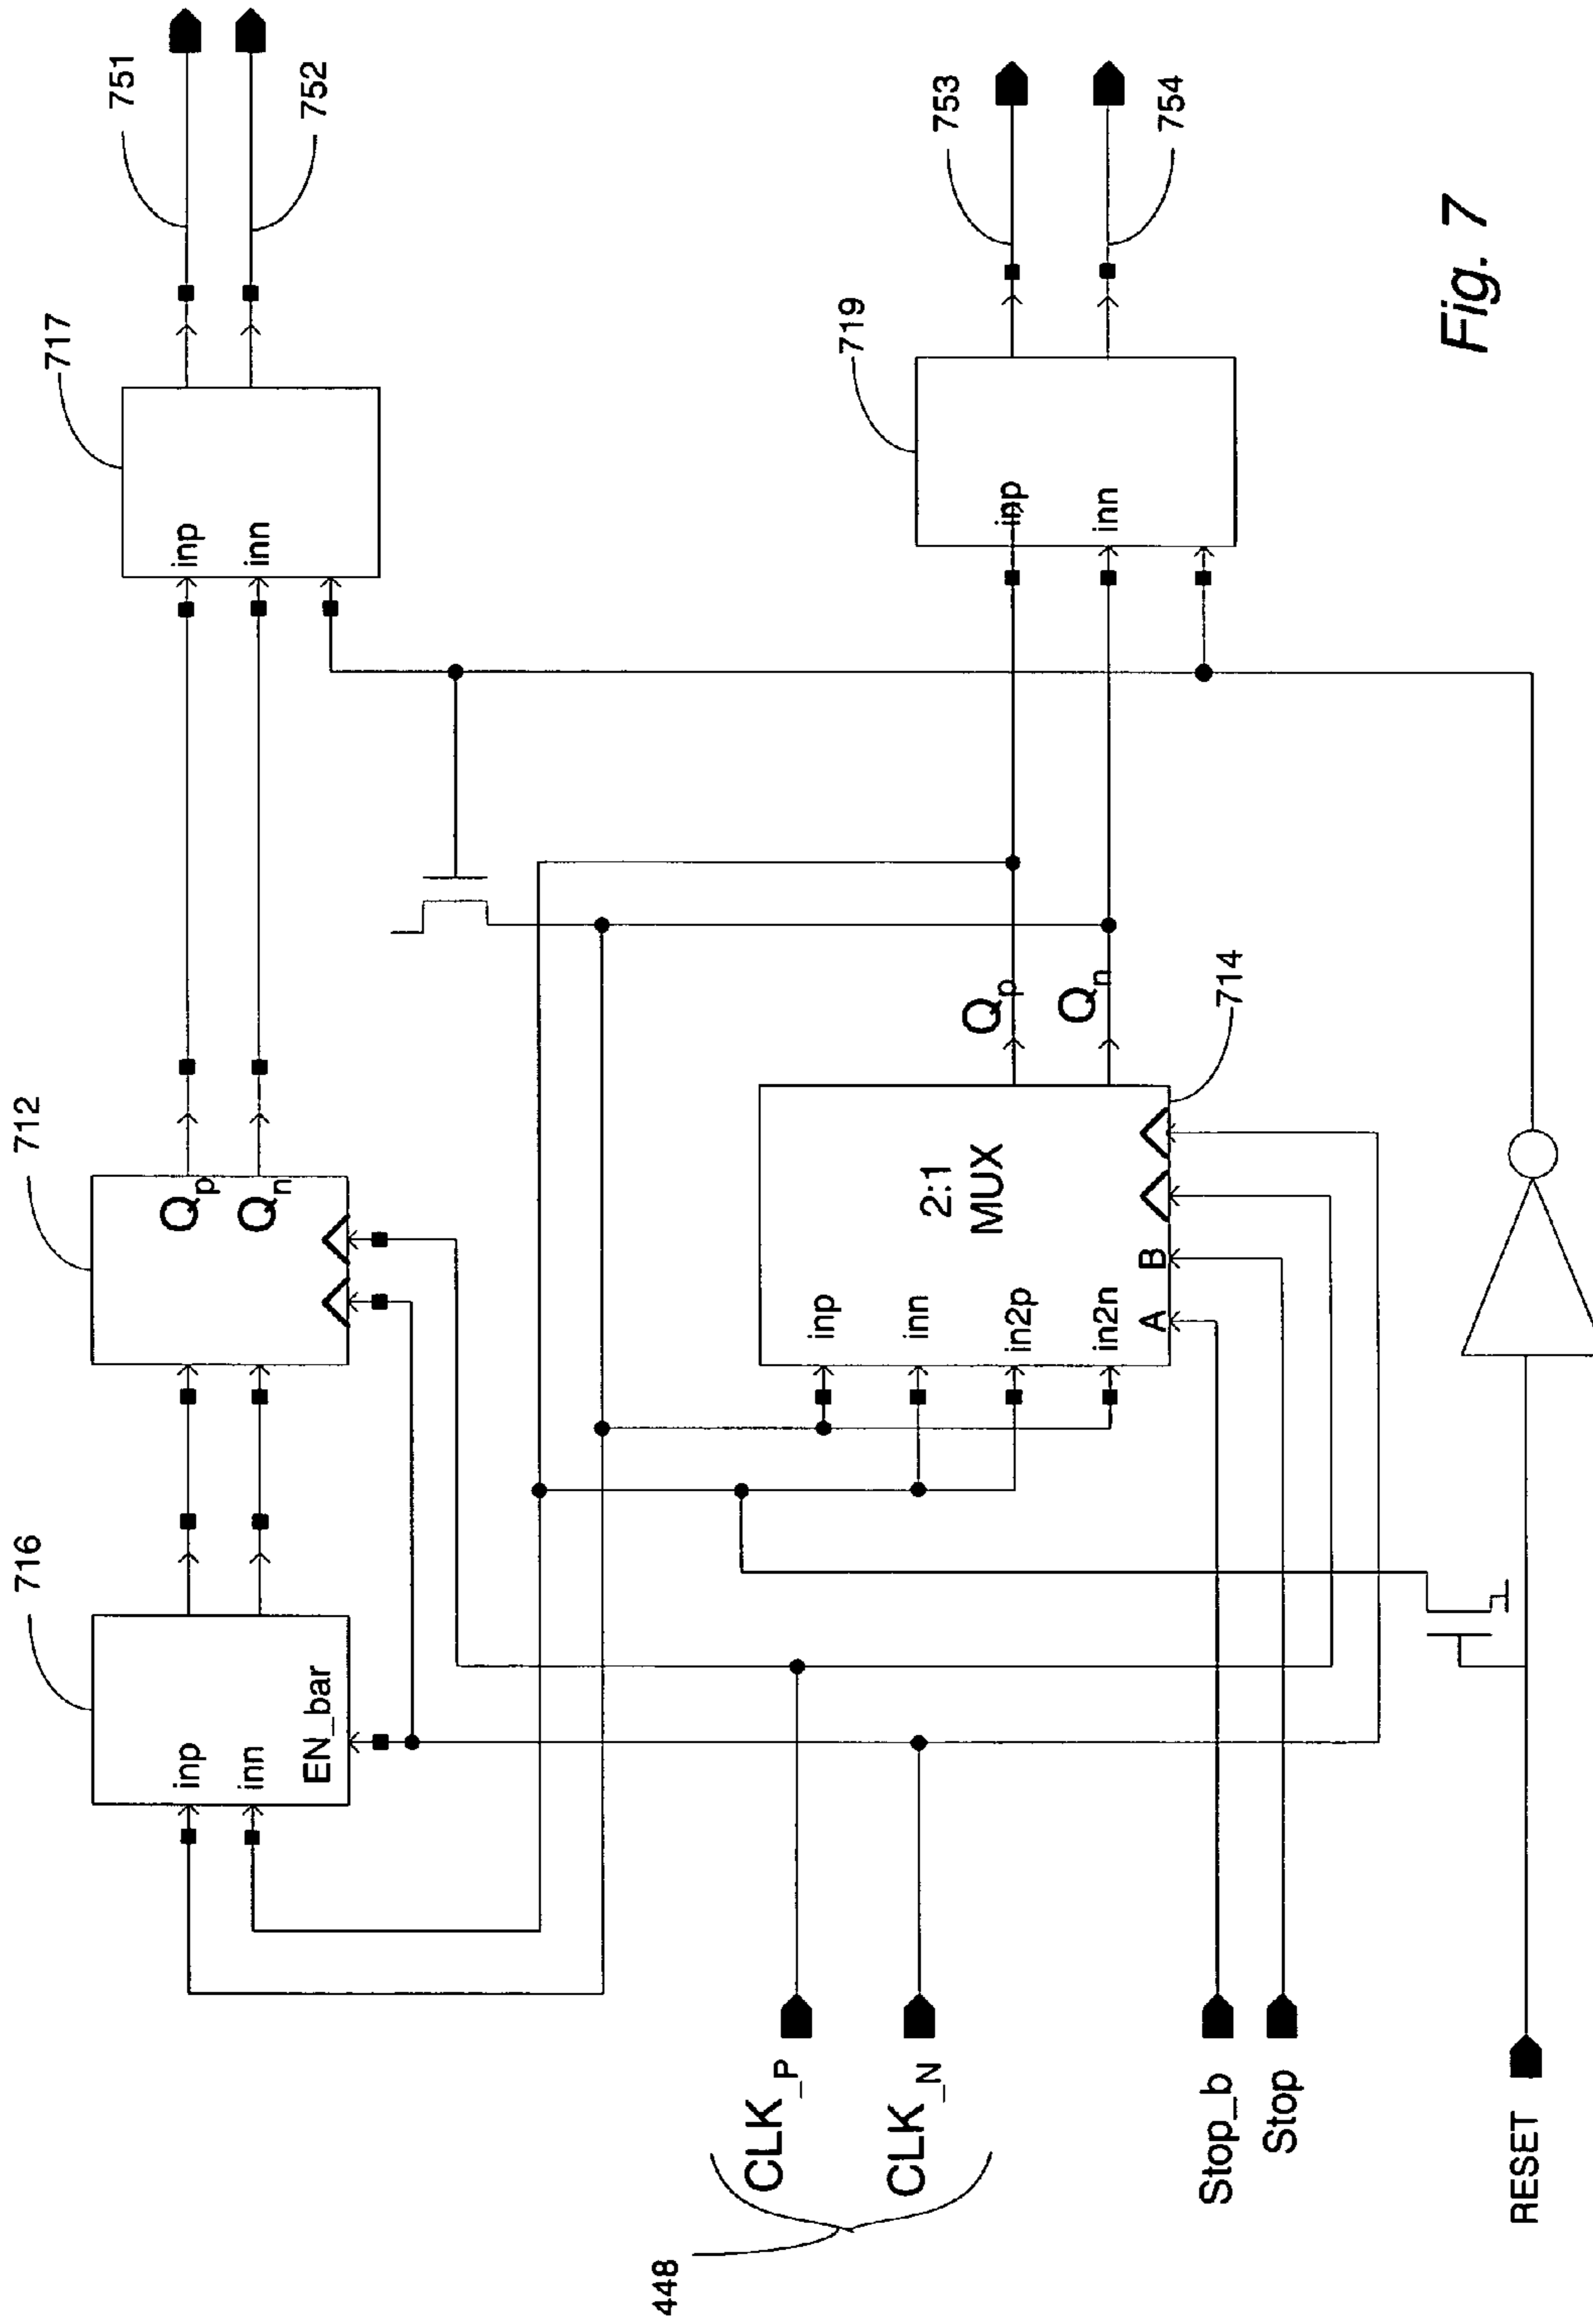 716
712
717
751
752
inp
inn
EN_bar
Qp
Qn
inp
inn
448
CLK_P
CLK_N
Stop_b
Stop
RESET
inp
inn
in2p
in2n
A
B
2:1
MUX
Qp
Qn
714
719
inp
inn
753
754
Fig. 7